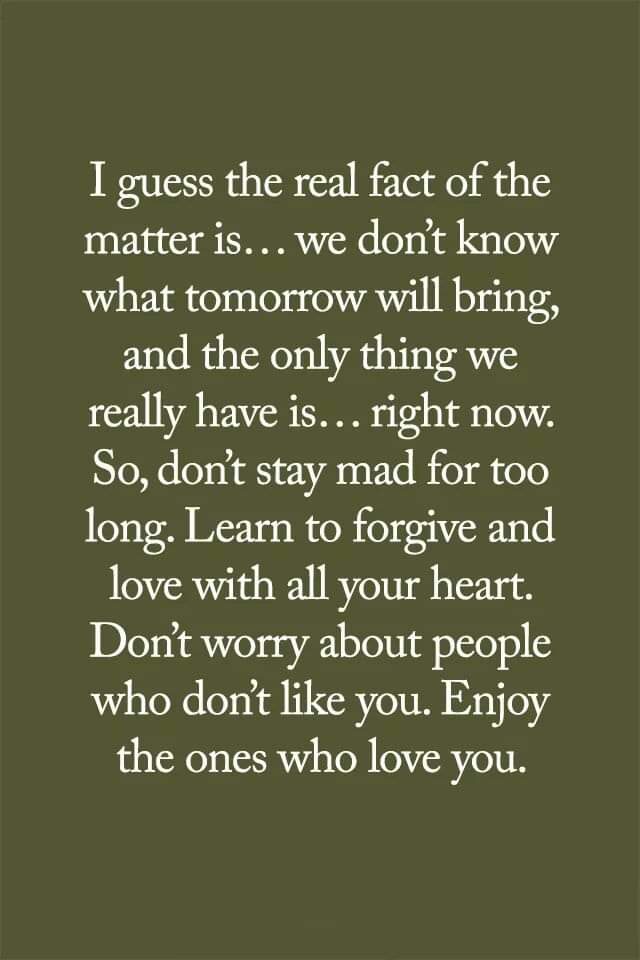 I guess the real fact of the
matter is… we don’t know
what tomorrow will bring,
and the only thing we
really have is… right now.
So, don’t stay mad for too
long. Learn to forgive and
love with all your heart.
Don’t worry about people
who don’t like you. Enjoy
the ones who love you.